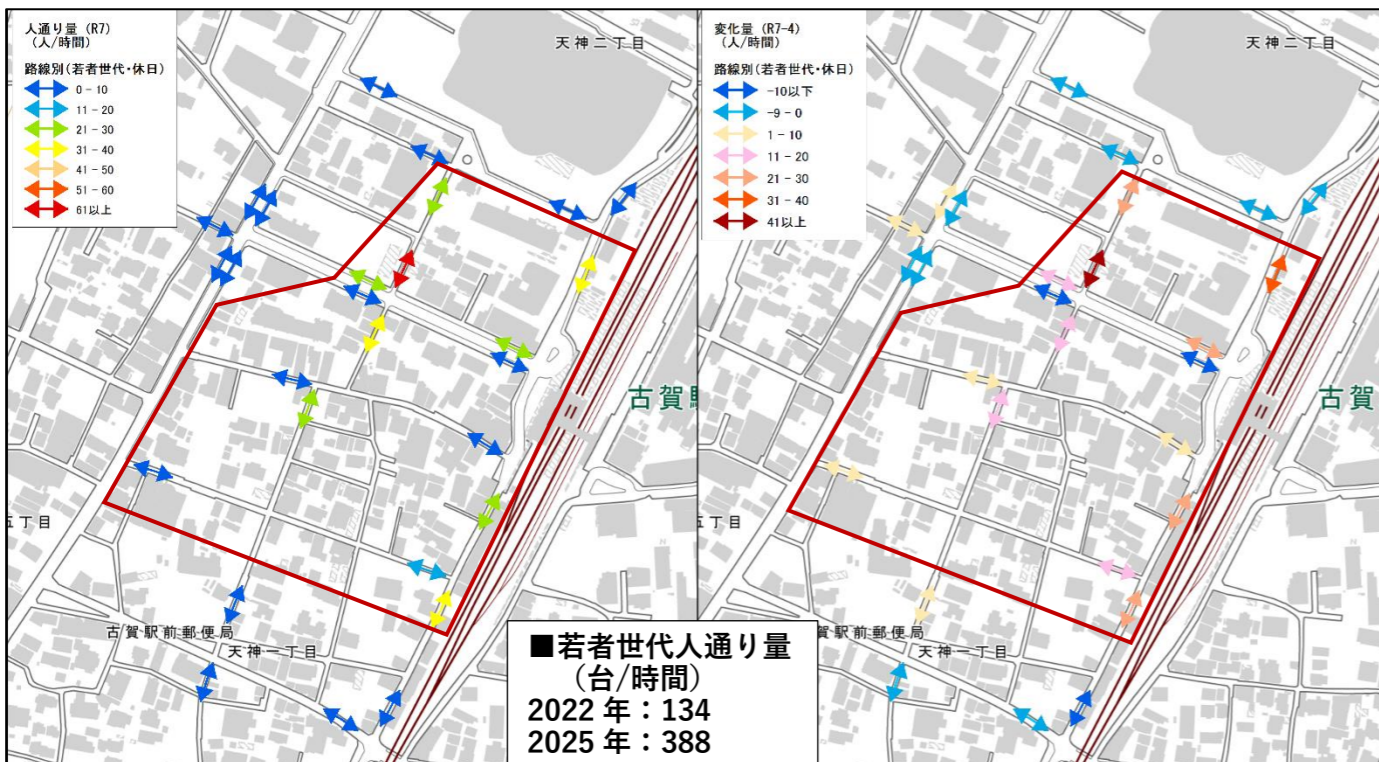 人通り量 (R7)
(人/時間)
路線別(若者世代・休日)
0 - 10
11 - 20
21 - 30
31 - 40
41 - 50
51 - 60
61以上
天神二丁目
古賀駅
五丁目
古賀駅前郵便局
天神一丁目
変化量 (R7-4)
(人/時間)
路線別(若者世代・休日)
-10以下
-9 - 0
1 - 10
11 - 20
21 - 30
31 - 40
41以上
天神二丁目
古賀
丁目
賀駅前郵便局
天神一丁目
■若者世代人通り量
(台/時間)
2022 年：134
2025 年：388